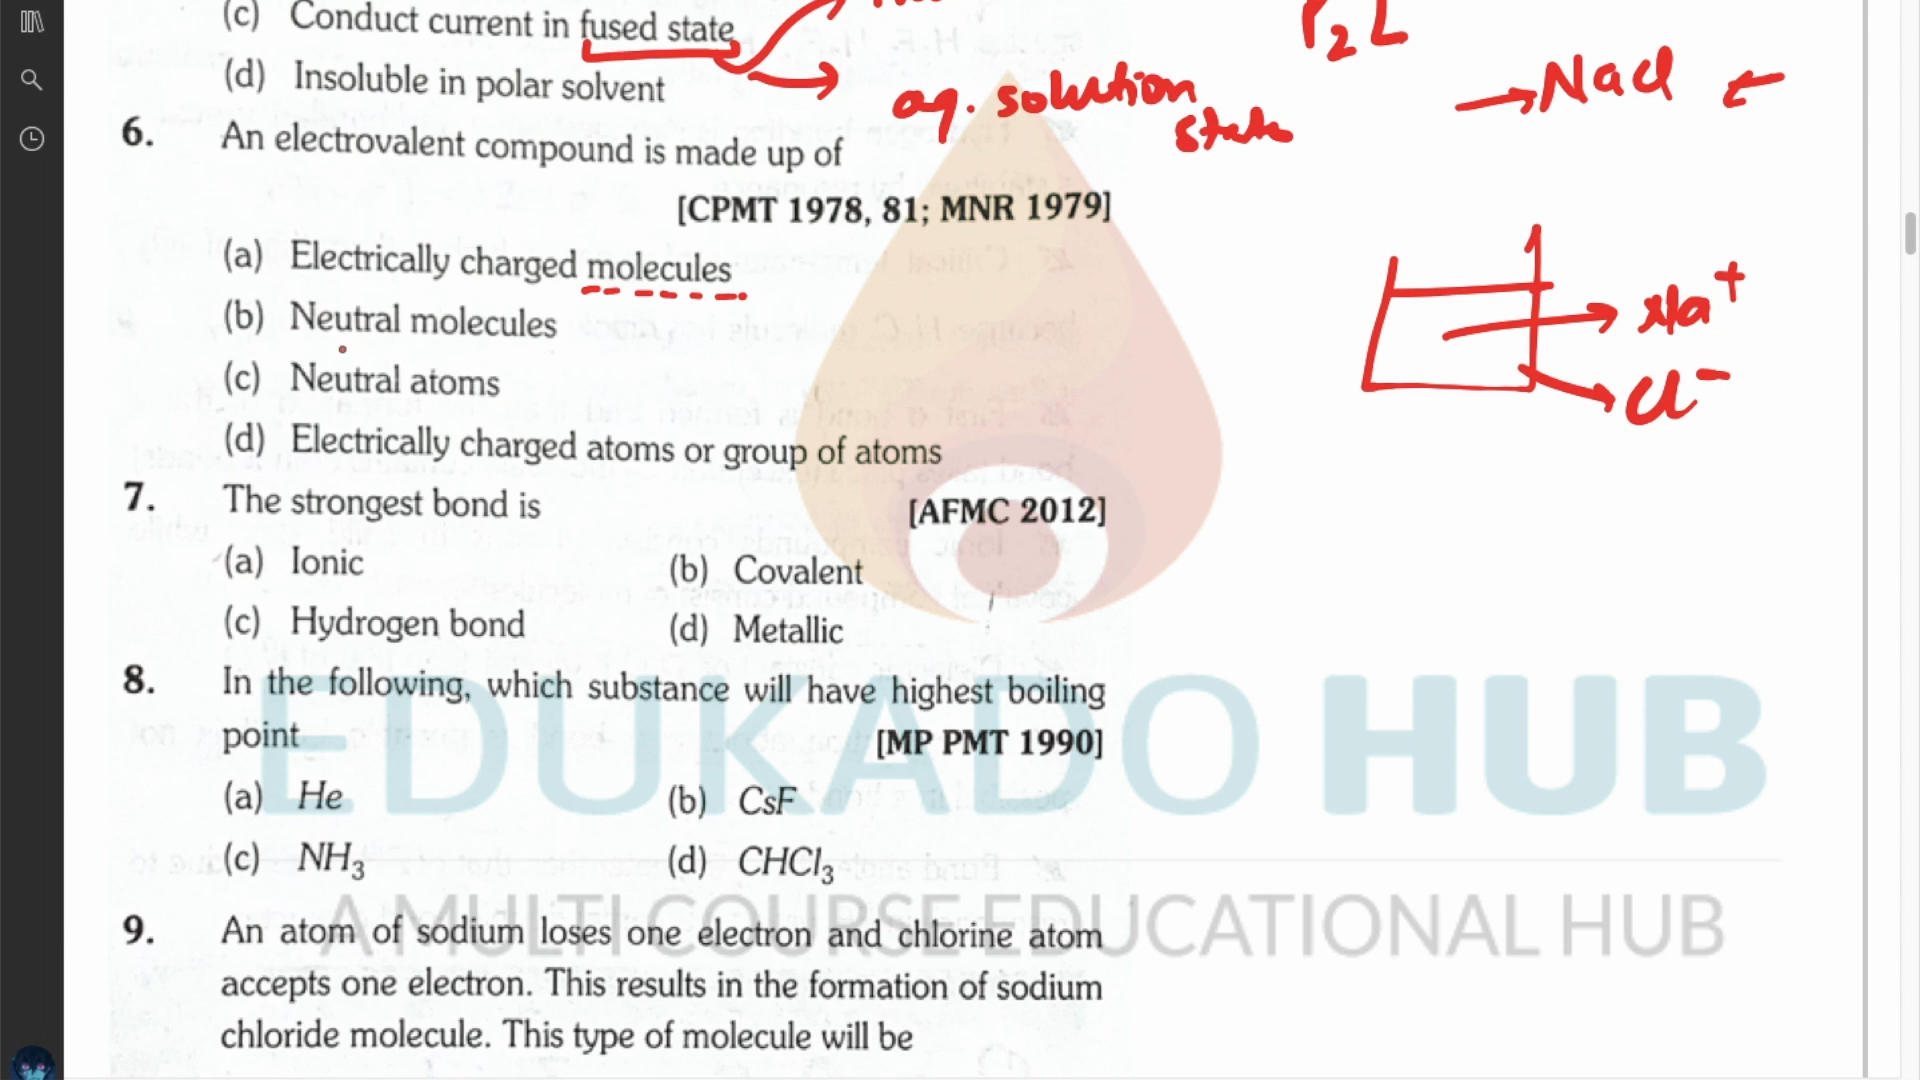 (c) Conduct current in fused state
P2L
→ NaCl ←
(d) Insoluble in polar solvent
aq. solution
state
6. An electrovalent compound is made up of
[CPMT 1978, 81; MNR 1979]
(a) Electrically charged molecules
(b) Neutral molecules
Na+
(c) Neutral atoms
Cl−
(d) Electrically charged atoms or group of atoms
7. The strongest bond is [AFMC 2012]
(a) Ionic (b) Covalent
(c) Hydrogen bond (d) Metallic
8. In the following, which substance will have highest boiling
point [MP PMT 1990]
EDUKADO HUB
(a) He (b) CsF
(c) NH3 (d) CHCl3
A MULTI COURSE EDUCATIONAL HUB
9. An atom of sodium loses one electron and chlorine atom
accepts one electron. This results in the formation of sodium
chloride molecule. This type of molecule will be